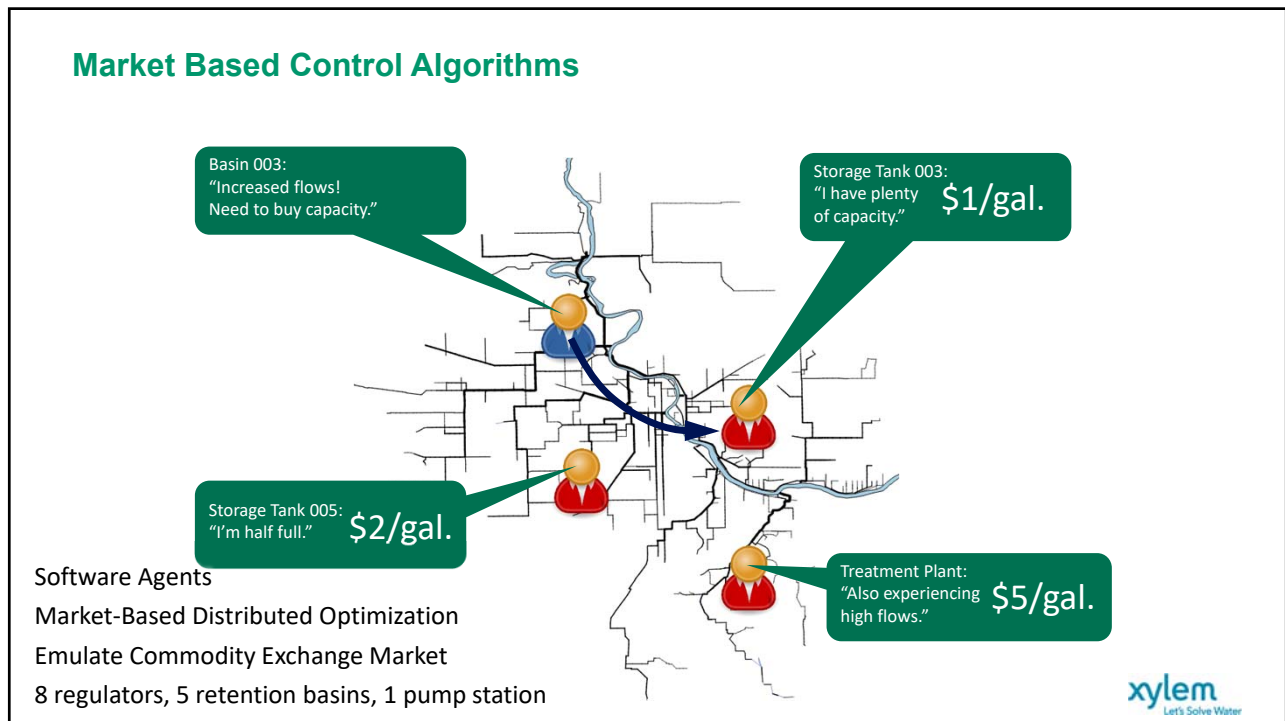 Market Based Control Algorithms
Basin 003:
“Increased flows!
Need to buy capacity.”
Storage Tank 003:
“I have plenty
of capacity.”
$1/gal.
Storage Tank 005:
“I’m half full.”
$2/gal.
Treatment Plant:
“Also experiencing
high flows.”
$5/gal.
Software Agents
Market-Based Distributed Optimization
Emulate Commodity Exchange Market
8 regulators, 5 retention basins, 1 pump station
xylem
Let’s Solve Water